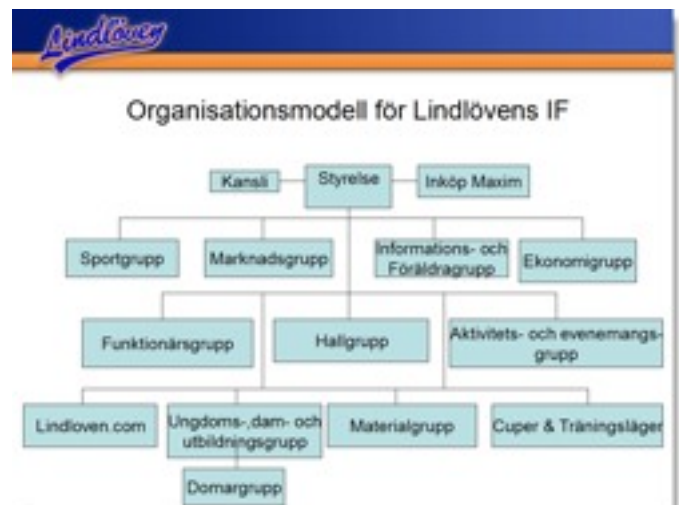 Lindlöven
Organisationsmodell för Lindlövens IF
Kansli
Styrelse
Inköp Maxim
Sportgrupp
Marknadsgrupp
Informations- och
Föräldragrupp
Ekonomigrupp
Funktionärsgrupp
Hallgrupp
Aktivitets- och evenemangs-
grupp
Lindloven.com
Ungdoms-,dam- och
utbildningsgrupp
Materialgrupp
Cuper & Träningsläger
Domargrupp